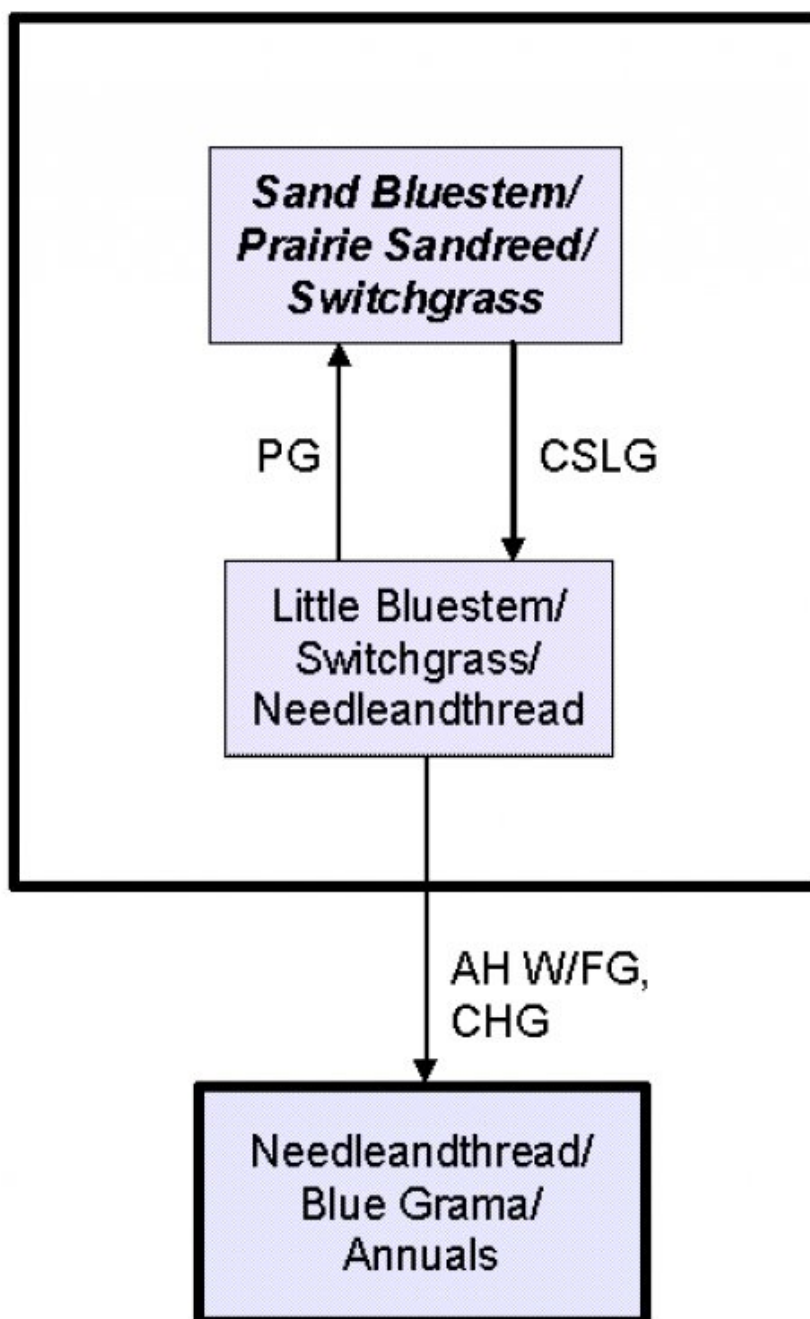 Sand Bluestem/
Prairie Sandreed/
Switchgrass
PG
CSLG
Little Bluestem/
Switchgrass/
Needleandthread
AH W/FG,
CHG
Needleandthread/
Blue Grama/
Annuals